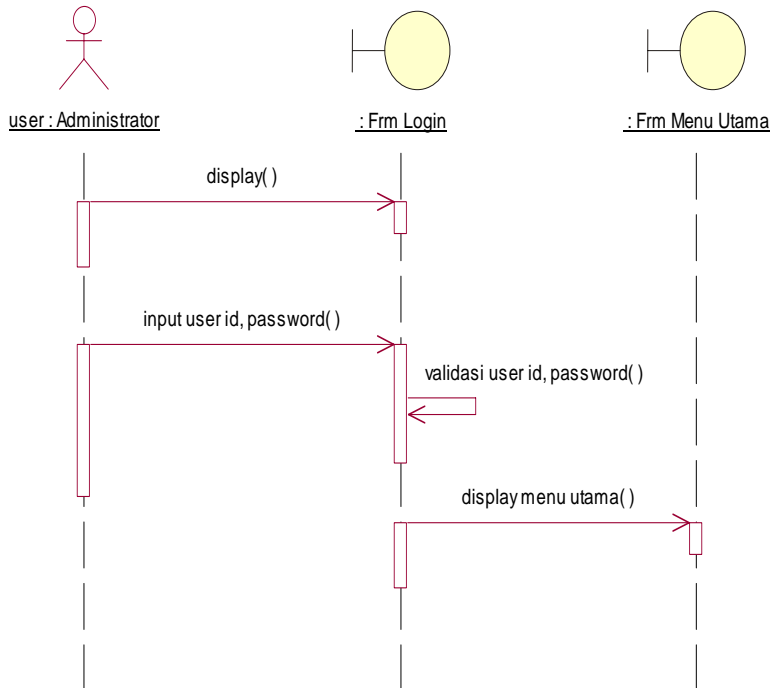 user : Administrator
: Frm Login
: Frm Menu Utama
display( )
input user id, password( )
validasi user id, password( )
display menu utama( )